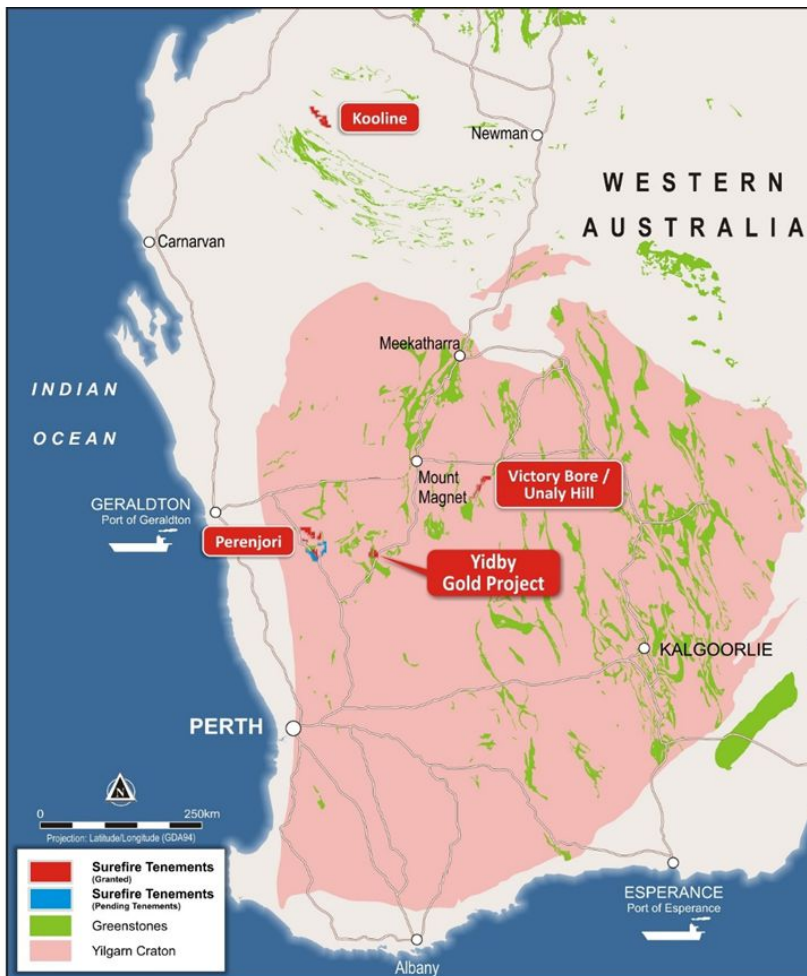 Kooline
Newman
WESTERN
AUSTRALIA
Carnarvan
Meekatharra
INDIAN
OCEAN
Mount
Magnet
Victory Bore /
Unaly Hill
GERALDTON
Port of Geraldton
Perenjori
Yidby
Gold Project
KALGOORLIE
PERTH
N
0 250km
Projection: Latitude/Longitude (GDA94)
Surefire Tenements
(Granted)
Surefire Tenements
(Pending Tenements)
Greenstones
Yilgarn Craton
ESPERANCE
Port of Esperance
Albany